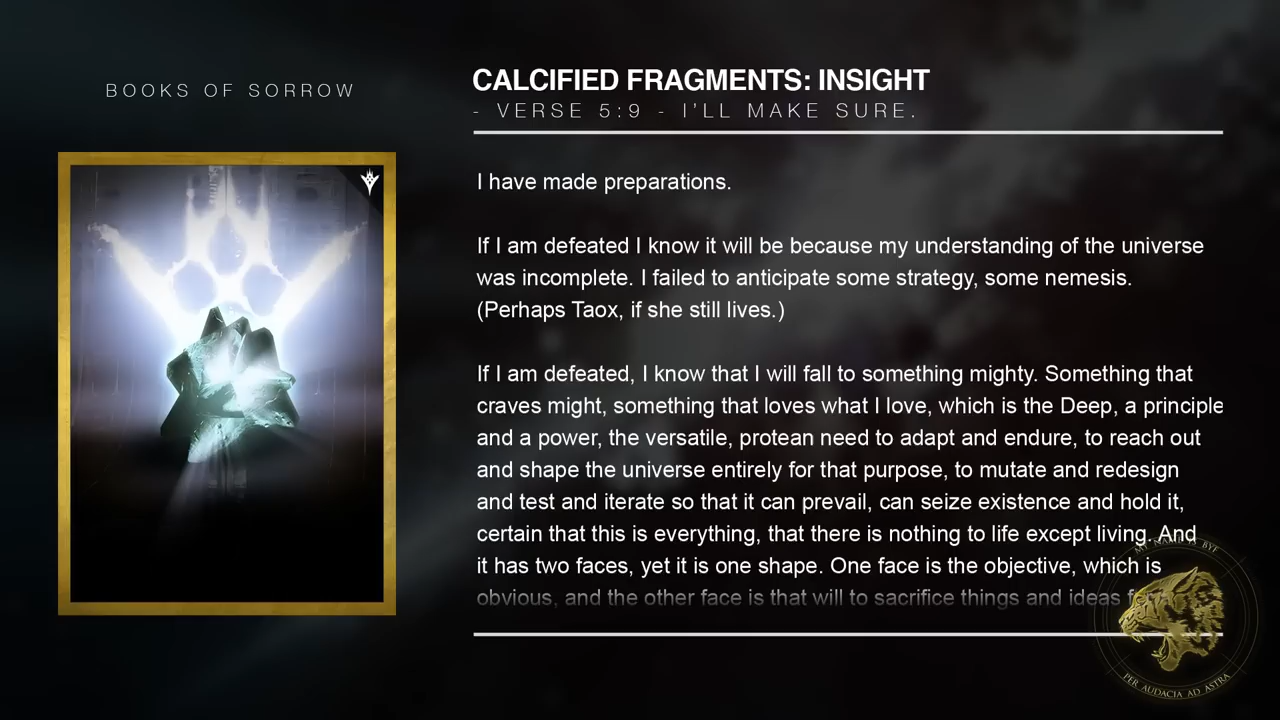 BOOKS OF SORROW
CALCIFIED FRAGMENTS: INSIGHT
- VERSE 5:9 - I'LL MAKE SURE.
I have made preparations.
If I am defeated I know it will be because my understanding of the universe
was incomplete. I failed to anticipate some strategy, some nemesis.
(Perhaps Taox, if she still lives.)
If I am defeated, I know that I will fall to something mighty. Something that
craves might, something that loves what I love, which is the Deep, a principle
and a power, the versatile, protean need to adapt and endure, to reach out
and shape the universe entirely for that purpose, to mutate and redesign
and test and iterate so that it can prevail, can seize existence and hold it,
certain that this is everything, that there is nothing to life except living. And
it has two faces, yet it is one shape. One face is the objective, which is
obvious, and the other face is that will to sacrifice things and ideas
MY NAME IS BYF
PER AUDACIA AD ASTRA